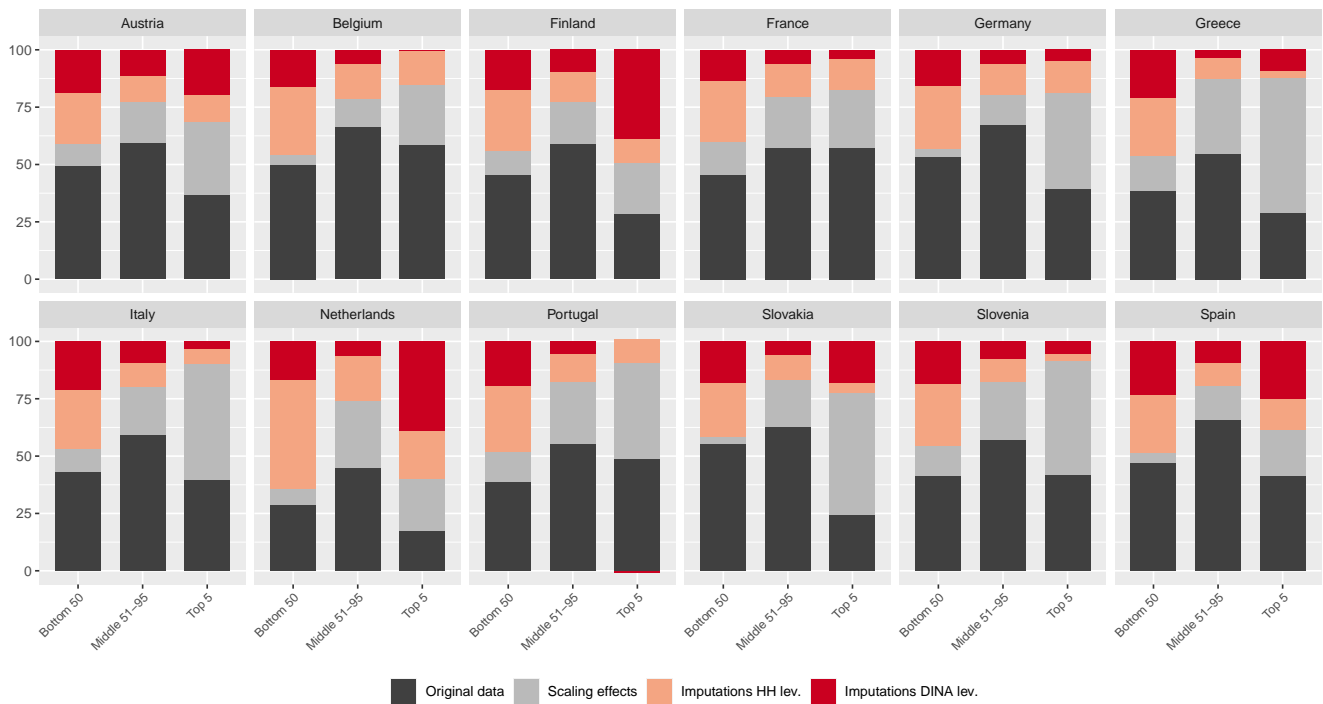 Austria Belgium Finland France Germany Greece
100
75
50
25
0
Italy Netherlands Portugal Slovakia Slovenia Spain
100
75
50
25
0
Bottom 50 Middle 51–95 Top 5 Bottom 50 Middle 51–95 Top 5 Bottom 50 Middle 51–95 Top 5 Bottom 50 Middle 51–95 Top 5 Bottom 50 Middle 51–95 Top 5 Bottom 50 Middle 51–95 Top 5
Original data Scaling effects Imputations HH lev. Imputations DINA lev.